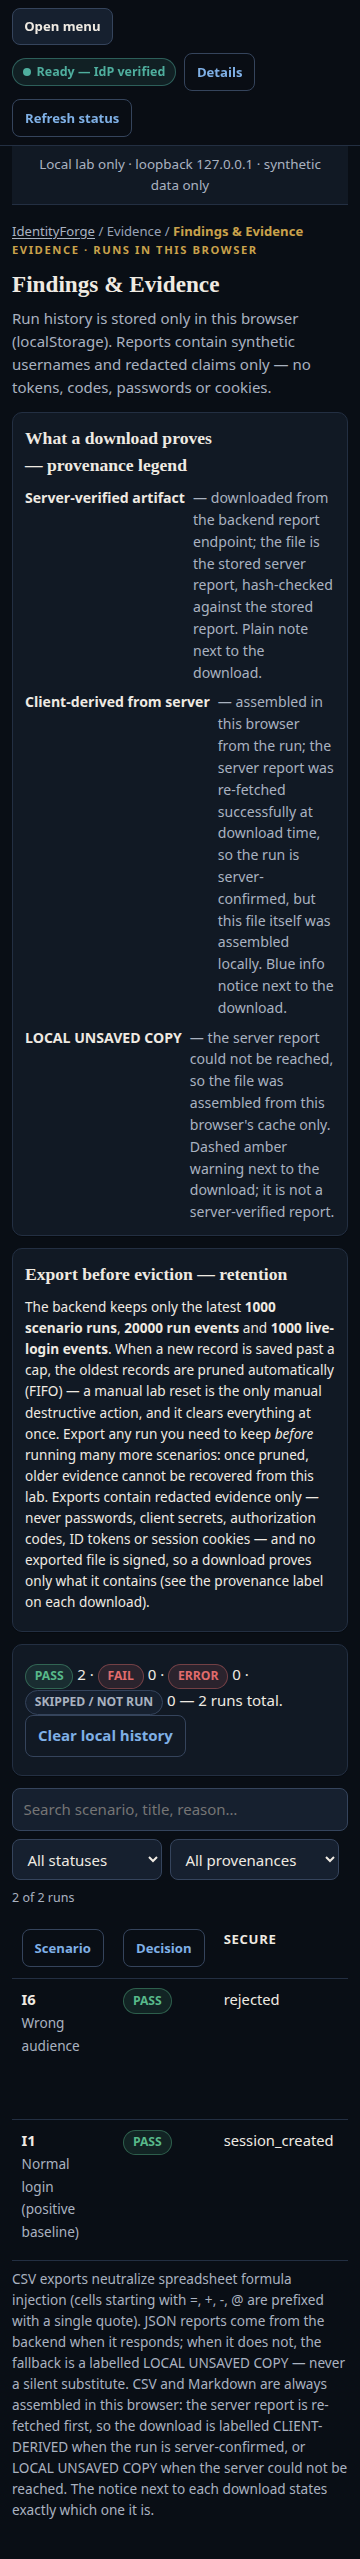 Open menu
Ready — IdP verified
Details
Refresh status
Local lab only · loopback 127.0.0.1 · synthetic
data only
IdentityForge / Evidence / Findings & Evidence
EVIDENCE · RUNS IN THIS BROWSER
Findings & Evidence
Run history is stored only in this browser
(localStorage). Reports contain synthetic
usernames and redacted claims only — no
tokens, codes, passwords or cookies.
What a download proves
— provenance legend
Server-verified artifact — downloaded from
the backend report
endpoint; the file is
the stored server
report, hash-checked
against the stored
report. Plain note
next to the
download.
Client-derived from server — assembled in
this browser
from the run; the
server report was
re-fetched
successfully at
download time,
so the run is
server-
confirmed, but
this file itself was
assembled
locally. Blue info
notice next to the
download.
LOCAL UNSAVED COPY — the server report
could not be reached,
so the file was
assembled from this
browser's cache only.
Dashed amber
warning next to the
download; it is not a
server-verified report.
Export before eviction — retention
The backend keeps only the latest 1000
scenario runs, 20000 run events and 1000 live-
login events. When a new record is saved past a
cap, the oldest records are pruned automatically
(FIFO) — a manual lab reset is the only manual
destructive action, and it clears everything at
once. Export any run you need to keep before
running many more scenarios: once pruned,
older evidence cannot be recovered from this
lab. Exports contain redacted evidence only —
never passwords, client secrets, authorization
codes, ID tokens or session cookies — and no
exported file is signed, so a download proves
only what it contains (see the provenance label
on each download).
PASS 2 · FAIL 0 · ERROR 0 ·
SKIPPED / NOT RUN 0 — 2 runs total.
Clear local history
Search scenario, title, reason...
All statuses
All provenances
2 of 2 runs
Scenario
Decision
SECURE
I6
Wrong
audience
PASS
rejected
I1
Normal
login
(positive
baseline)
PASS
session_created
CSV exports neutralize spreadsheet formula
injection (cells starting with =, +, -, @ are prefixed
with a single quote). JSON reports come from the
backend when it responds; when it does not, the
fallback is a labelled LOCAL UNSAVED COPY — never
a silent substitute. CSV and Markdown are always
assembled in this browser: the server report is re-
fetched first, so the download is labelled CLIENT-
DERIVED when the run is server-confirmed, or
LOCAL UNSAVED COPY when the server could not be
reached. The notice next to each download states
exactly which one it is.